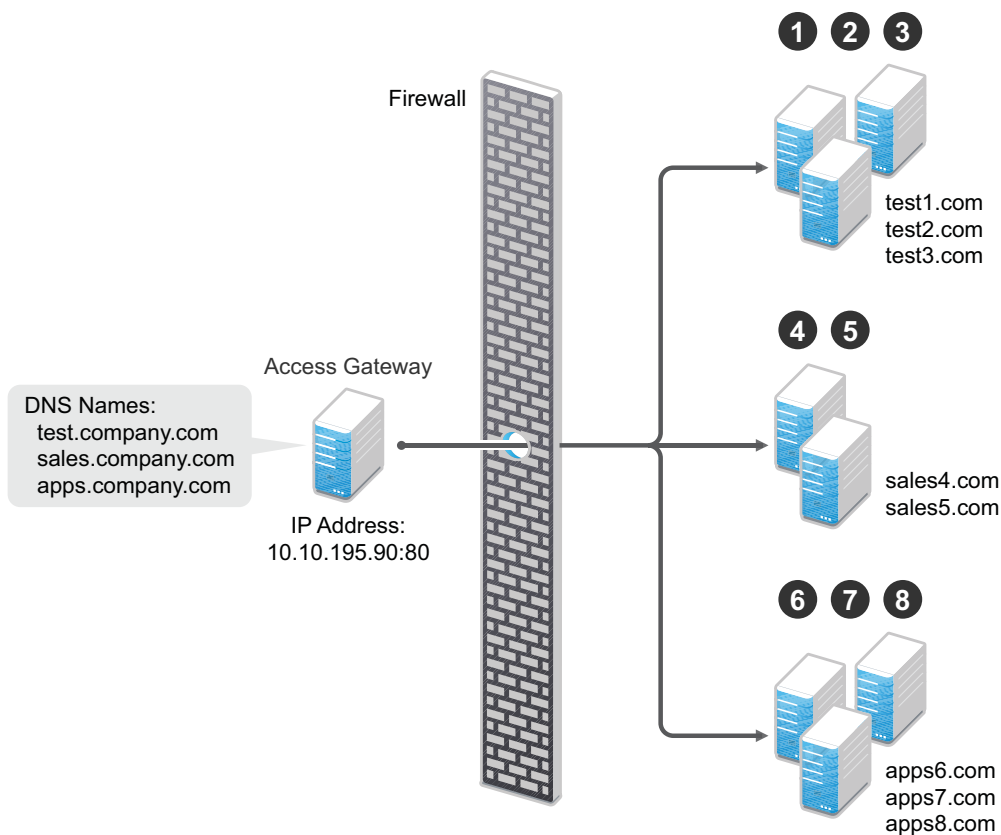 1 2 3
Firewall
test1.com
test2.com
test3.com
4 5
Access Gateway
DNS Names:
test.company.com
sales.company.com
apps.company.com
IP Address:
10.10.195.90:80
sales4.com
sales5.com
6 7 8
apps6.com
apps7.com
apps8.com